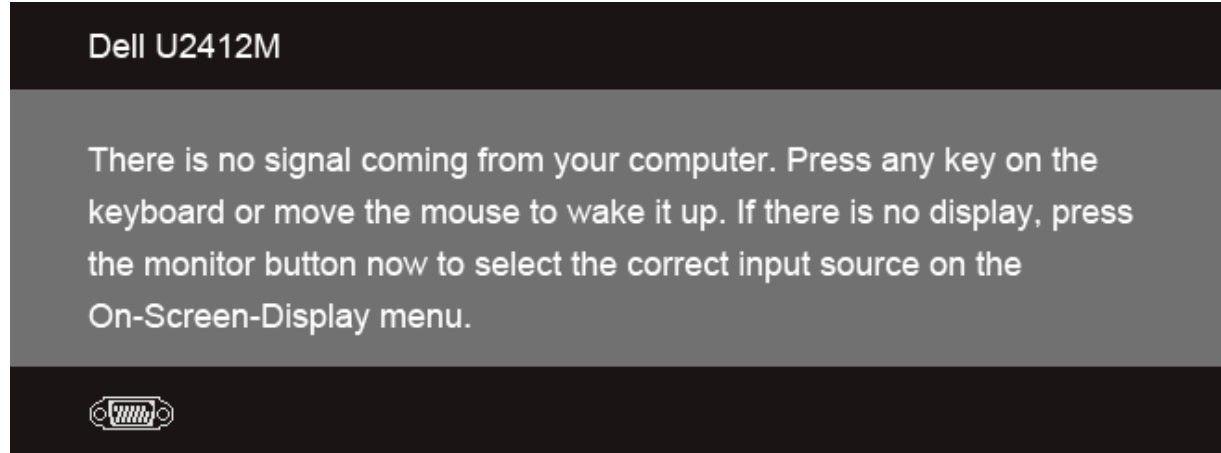 Dell U2412M
There is no signal coming from your computer. Press any key on the
keyboard or move the mouse to wake it up. If there is no display, press
the monitor button now to select the correct input source on the
On-Screen-Display menu.